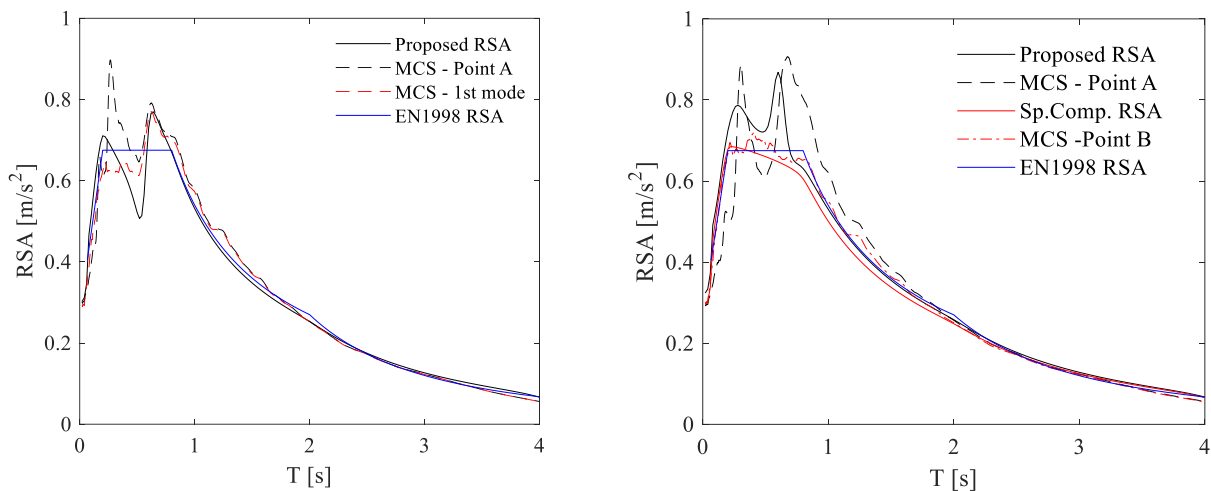 1
0.8
0.6
0.4
0.2
0
RSA [m/s²]
0
1
2
3
4
T [s]
Proposed RSA
MCS - Point A
MCS - 1st mode
EN1998 RSA
1
0.8
0.6
0.4
0.2
0
RSA [m/s²]
0
1
2
3
4
T [s]
Proposed RSA
MCS - Point A
Sp.Comp. RSA
MCS -Point B
EN1998 RSA